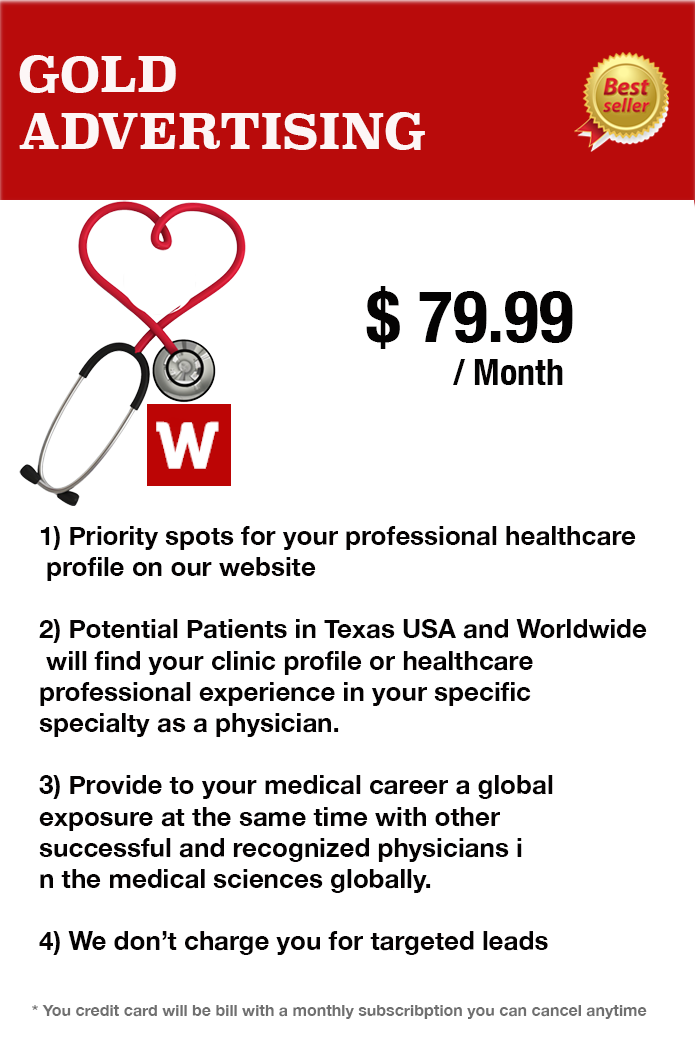 GOLD
ADVERTISING
Best
seller
$ 79.99
/ Month
W
1) Priority spots for your professional healthcare
profile on our website
2) Potential Patients in Texas USA and Worldwide
will find your clinic profile or healthcare
professional experience in your specific
specialty as a physician.
3) Provide to your medical career a global
exposure at the same time with other
successful and recognized physicians i
n the medical sciences globally.
4) We don’t charge you for targeted leads
* You credit card will be bill with a monthly subscribption you can cancel anytime